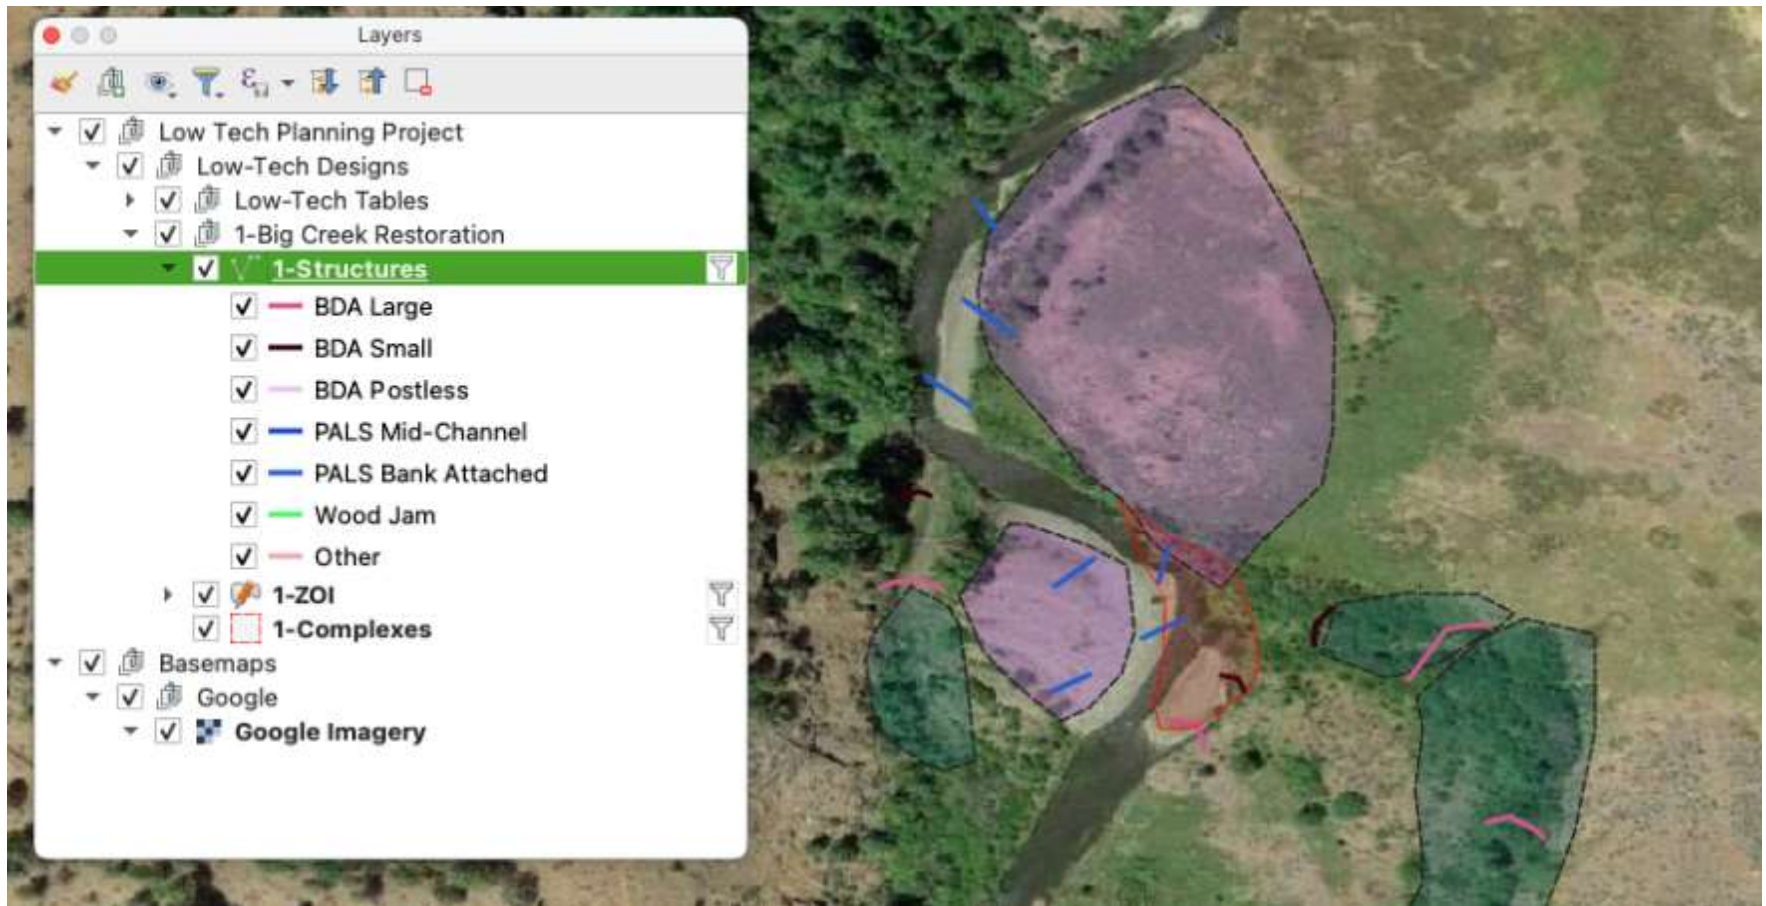 Layers
Low Tech Planning Project
Low-Tech Designs
Low-Tech Tables
1-Big Creek Restoration
1-Structures
BDA Large
BDA Small
BDA Postless
PALS Mid-Channel
PALS Bank Attached
Wood Jam
Other
1-ZOI
1-Complexes
Basemaps
Google
Google Imagery